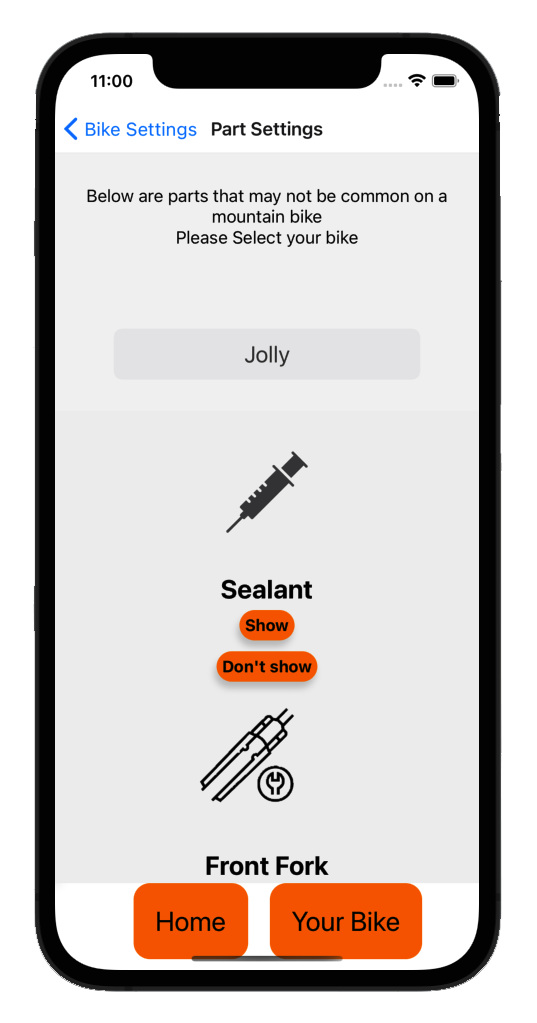 11:00
Bike Settings Part Settings
Below are parts that may not be common on a
mountain bike
Please Select your bike
Jolly
Sealant
Show
Don't show
Front Fork
Home Your Bike